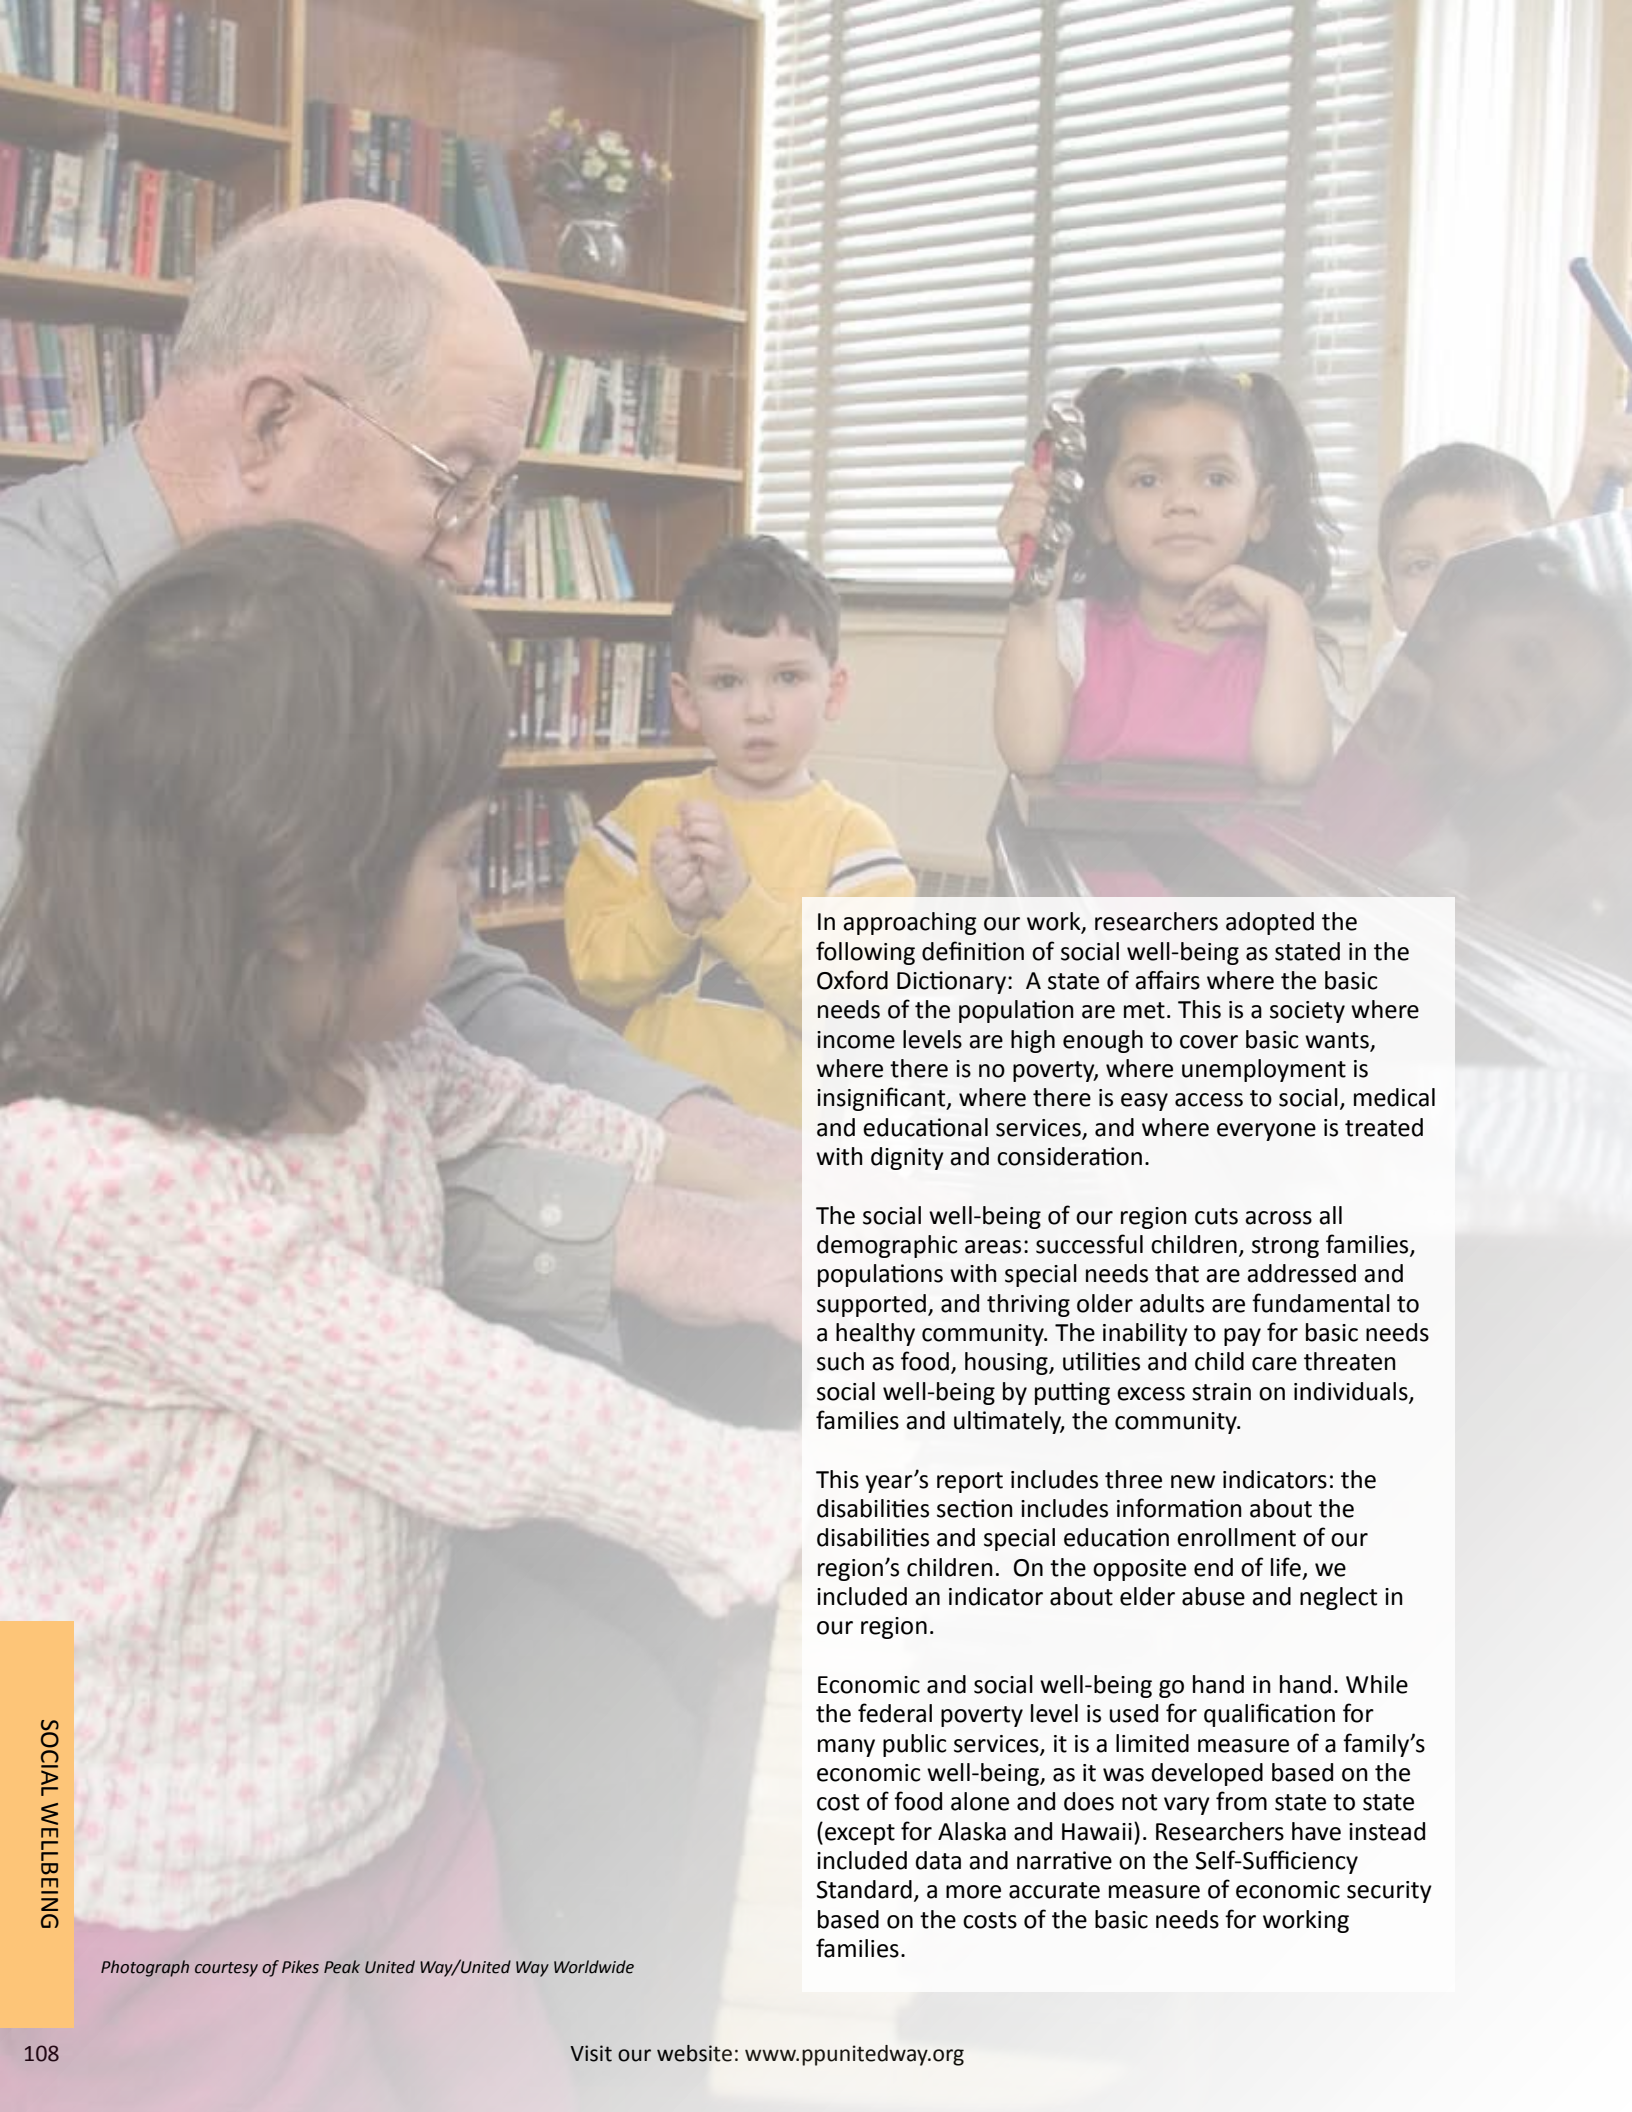 In approaching our work, researchers adopted the
following definition of social well-being as stated in the
Oxford Dictionary:  A state of affairs where the basic
needs of the population are met. This is a society where
income levels are high enough to cover basic wants,
where there is no poverty, where unemployment is
insignificant, where there is easy access to social, medical
and educational services, and where everyone is treated
with dignity and consideration.
The social well-being of our region cuts across all
demographic areas: successful children, strong families,
populations with special needs that are addressed and
supported, and thriving older adults are fundamental to
a healthy community. The inability to pay for basic needs
such as food, housing, utilities and child care threaten
social well-being by putting excess strain on individuals,
families and ultimately, the community.
This year’s report includes three new indicators: the
disabilities section includes information about the
disabilities and special education enrollment of our
region’s children.  On the opposite end of life, we
included an indicator about elder abuse and neglect in
our region.
Economic and social well-being go hand in hand. While
the federal poverty level is used for qualification for
many public services, it is a limited measure of a family’s
economic well-being, as it was developed based on the
cost of food alone and does not vary from state to state
(except for Alaska and Hawaii). Researchers have instead
included data and narrative on the Self-Sufficiency
Standard, a more accurate measure of economic security
based on the costs of the basic needs for working
families.
SOCIAL WELLBEING
Photograph courtesy of Pikes Peak United Way/United Way Worldwide
108
Visit our website: www.ppunitedway.org